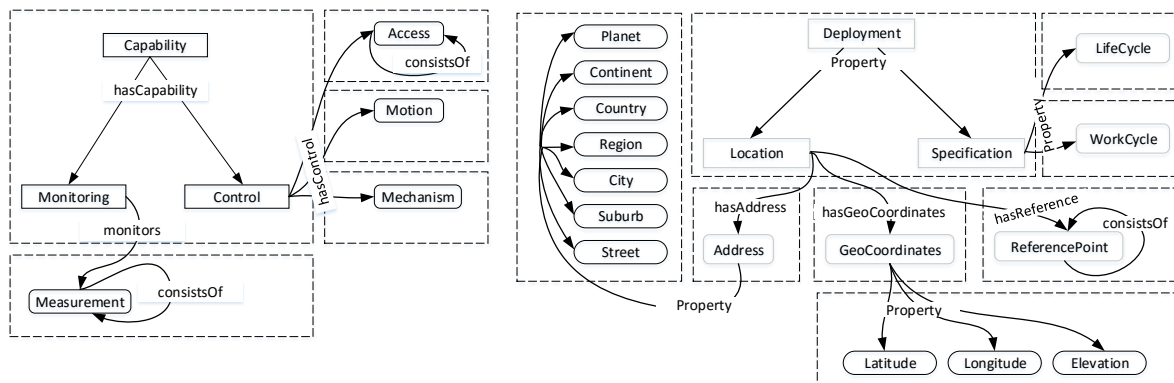 Capability
hasCapability
Monitoring
Control
monitors
Measurement
consistsOf
hasControl
Access
consistsOf
Motion
Mechanism
Planet
Continent
Country
Region
City
Suburb
Street
Property
Deployment
Property
Location
Specification
Property
LifeCycle
WorkCycle
hasAddress
Address
hasGeoCoordinates
GeoCoordinates
hasReference
ReferencePoint
consistsOf
Property
Latitude
Longitude
Elevation